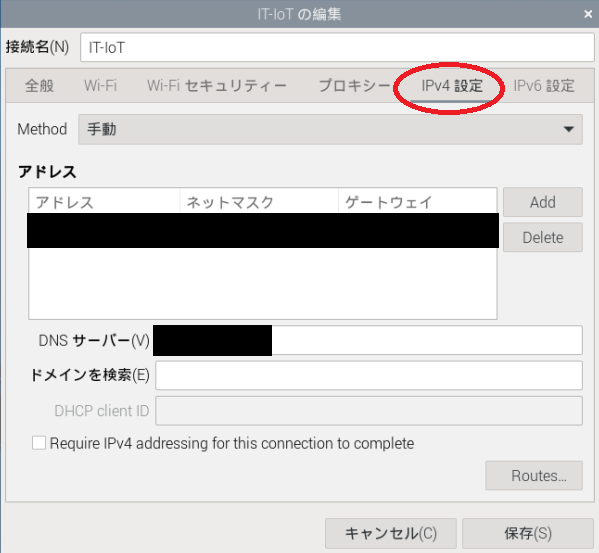 IT-IoT の編集 ×
接続名(N) IT-IoT
全般 Wi-Fi Wi-Fi セキュリティー プロキシー IPv4 設定 IPv6 設定
Method 手動
アドレス
アドレス ネットマスク ゲートウェイ Add
Delete
DNS サーバー(V)
ドメインを検索(E)
DHCP client ID
Require IPv4 addressing for this connection to complete
Routes...
キャンセル(C) 保存(S)